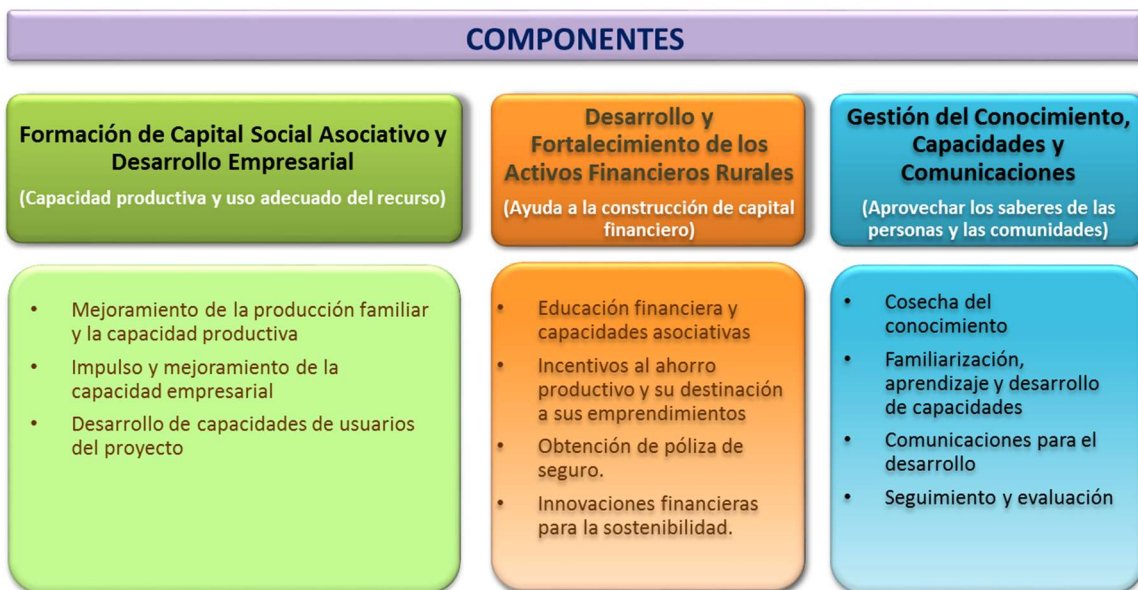 COMPONENTES
Formación de Capital Social Asociativo y
Desarrollo Empresarial
(Capacidad productiva y uso adecuado del recurso)
• Mejoramiento de la producción familiar
y la capacidad productiva
• Impulso y mejoramiento de la
capacidad empresarial
• Desarrollo de capacidades de usuarios
del proyecto
Desarrollo y
Fortalecimiento de los
Activos Financieros Rurales
(Ayuda a la construcción de capital
financiero)
• Educación financiera y
capacidades asociativas
• Incentivos al ahorro
productivo y su destinación
a sus emprendimientos
• Obtención de póliza de
seguro.
• Innovaciones financieras
para la sostenibilidad.
Gestión del Conocimiento,
Capacidades y
Comunicaciones
(Aprovechar los saberes de las
personas y las comunidades)
• Cosecha del
conocimiento
• Familiarización,
aprendizaje y desarrollo
de capacidades
• Comunicaciones para el
desarrollo
• Seguimiento y evaluación